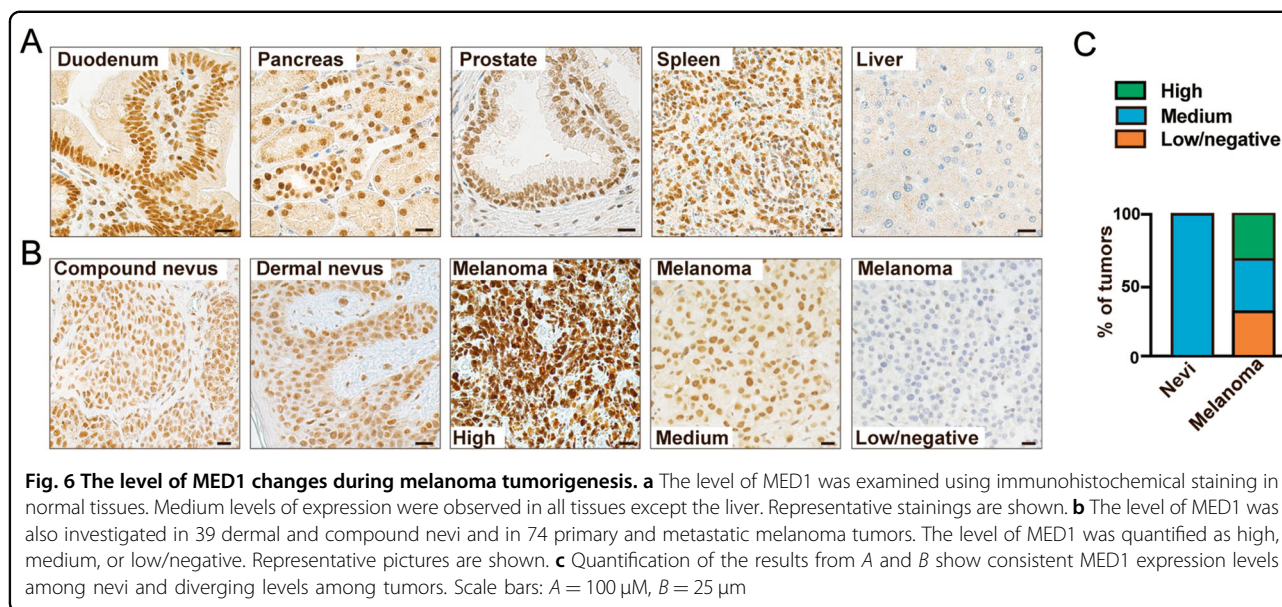 A
Duodenum
Pancreas
Prostate
Spleen
Liver
B
Compound nevus
Dermal nevus
Melanoma
High
Melanoma
Medium
Melanoma
Low/negative
C
High
Medium
Low/negative
% of tumors
100
50
0
Nevi
Melanoma
Fig. 6 The level of MED1 changes during melanoma tumorigenesis. a The level of MED1 was examined using immunohistochemical staining in
normal tissues. Medium levels of expression were observed in all tissues except the liver. Representative stainings are shown. b The level of MED1 was
also investigated in 39 dermal and compound nevi and in 74 primary and metastatic melanoma tumors. The level of MED1 was quantified as high,
medium, or low/negative. Representative pictures are shown. c Quantification of the results from A and B show consistent MED1 expression levels
among nevi and diverging levels among tumors. Scale bars: A = 100 µM, B = 25 µm